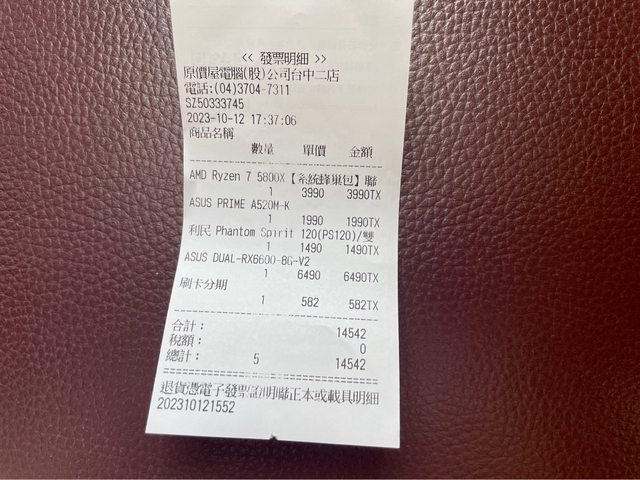 << 發票明細 >>
原價屋電腦(股)公司台中二店
電話:(04)3704-7311
SZ50333745
2023-10-12 17:37:06
商品名稱
數量 單價 金額
AMD Ryzen 7 5800X【系統蜂巢包】聯
1 3990 3990TX
ASUS PRIME A520M-K
1 1990 1990TX
利民 Phantom Spirit 120(PS120)/雙
1 1490 1490TX
ASUS DUAL-RX6600-8G-V2
1 6490 6490TX
刷卡分期
1 582 582TX
合計： 14542
稅額： 0
總計： 5 14542
退貨憑電子發票證明聯正本或載具明細
202310121552